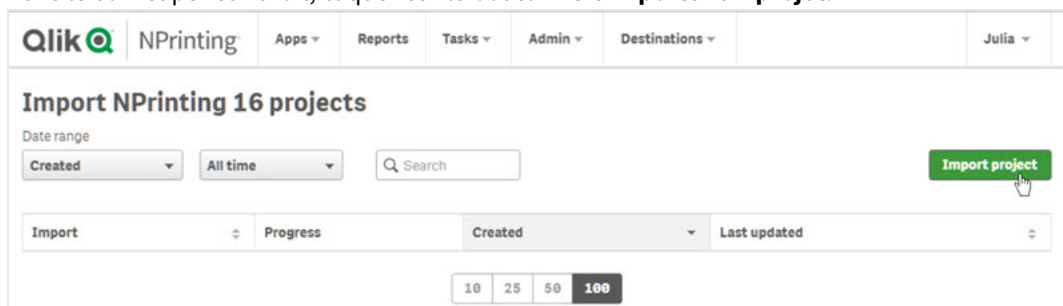 Qlik NPrinting Apps Reports Tasks Admin Destinations Julia
Import NPrinting 16 projects
Date range
Created All time Search Import project
Import Progress Created Last updated
10 25 50 100